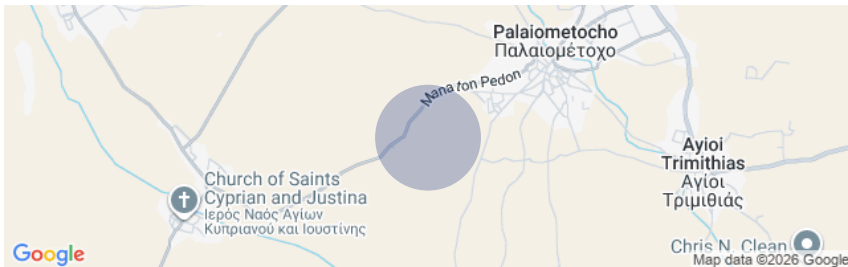 Palaiometocho
Παλαιομέτοχο
Mana ton Pedon
Ayioi
Trimithias
Αγίοι
Τριμιθιάς
Church of Saints
Cyprian and Justina
Ιερός Ναός Αγίων
Κυπριανού και Ιουστίνης
Chris N. Clean
Google
Map data ©2026 Google